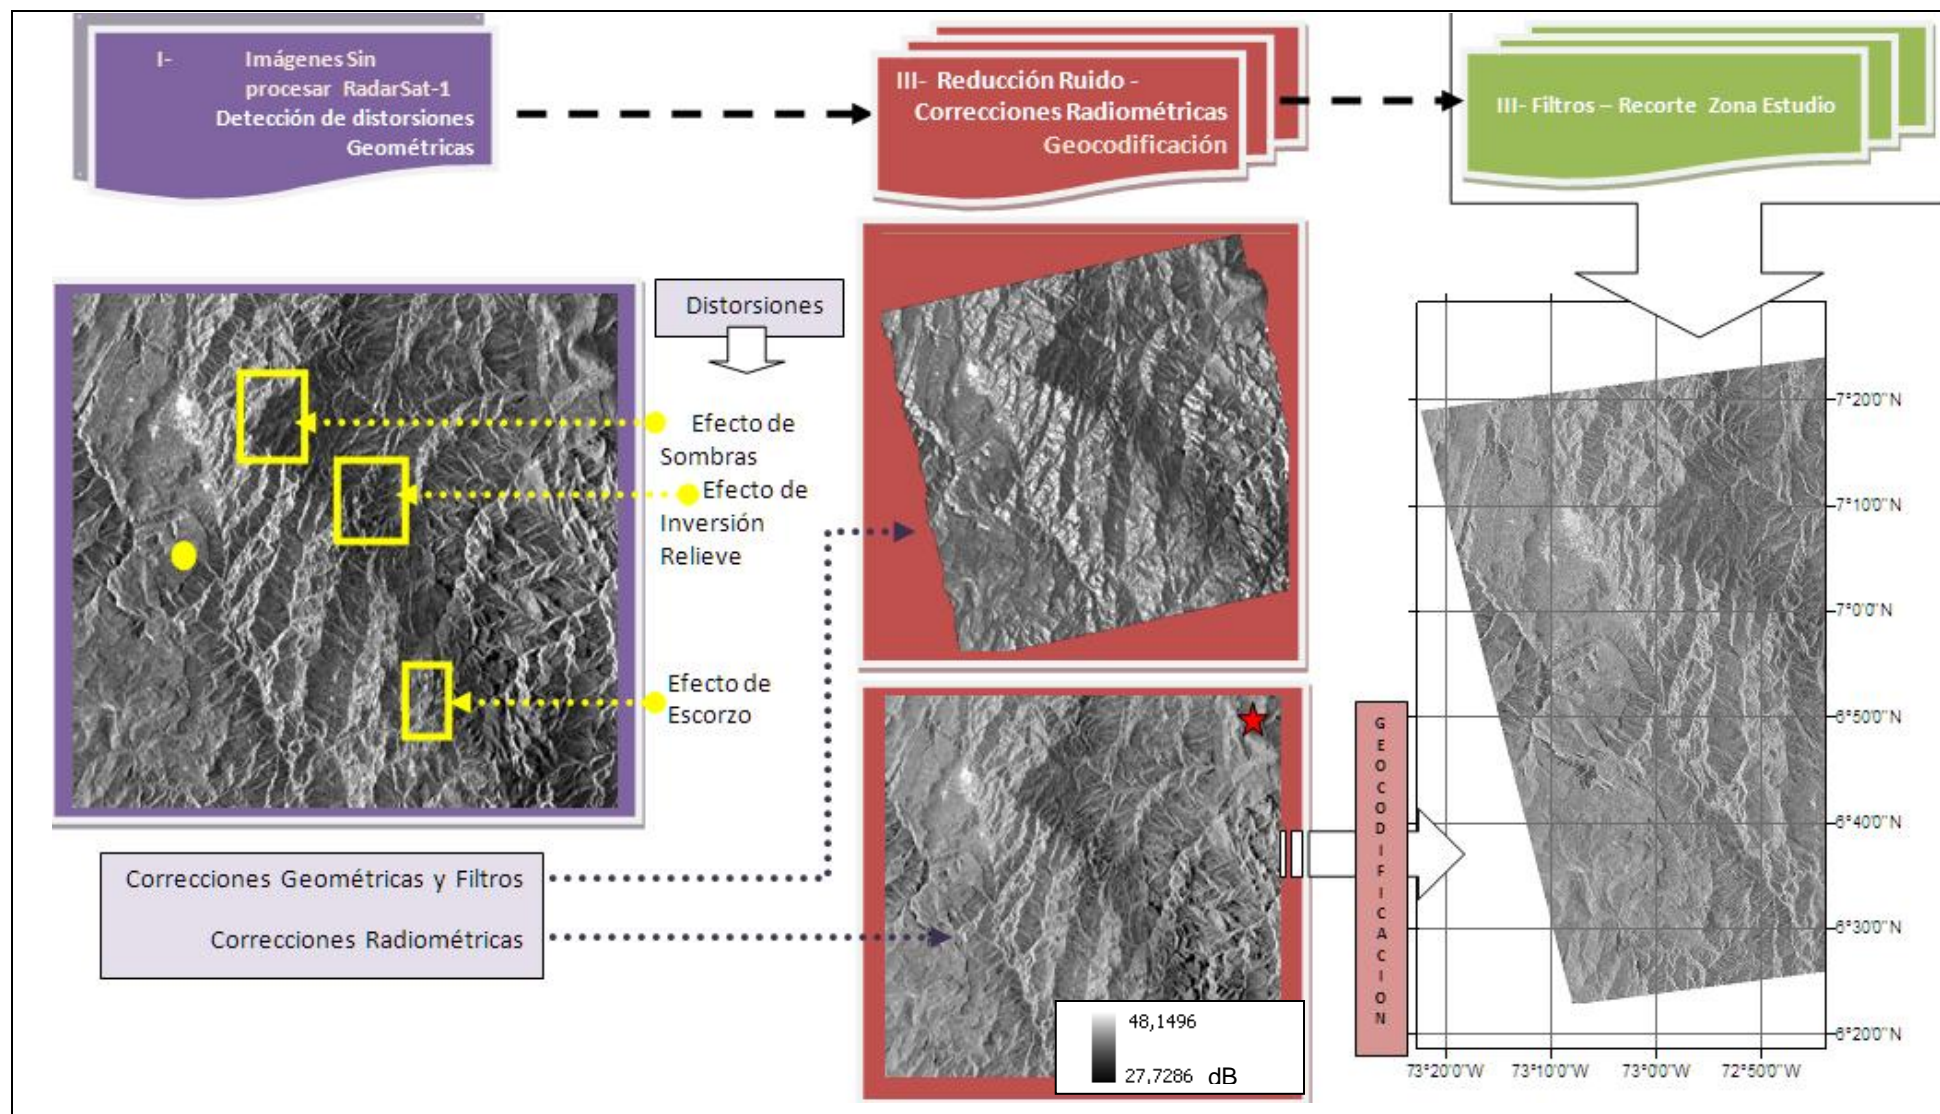 I- Imágenes Sin
procesar RadarSat-1
Detección de distorsiones
Geométricas
III- Reducción Ruido -
Correcciones Radiométricas
Geocodificación
III- Filtros – Recorte Zona Estudio
Distorsiones
Efecto de
Sombras
Efecto de
Inversión
Relieve
Efecto de
Escorzo
Correcciones Geométricas y Filtros
Correcciones Radiométricas
48,1496
27,7286 dB
GEOCODIFICACION
7°20'0"N
7°10'0"N
7°0'0"N
6°50'0"N
6°40'0"N
6°30'0"N
6°20'0"N
73°20'0"W 73°10'0"W 73°0'0"W 72°50'0"W